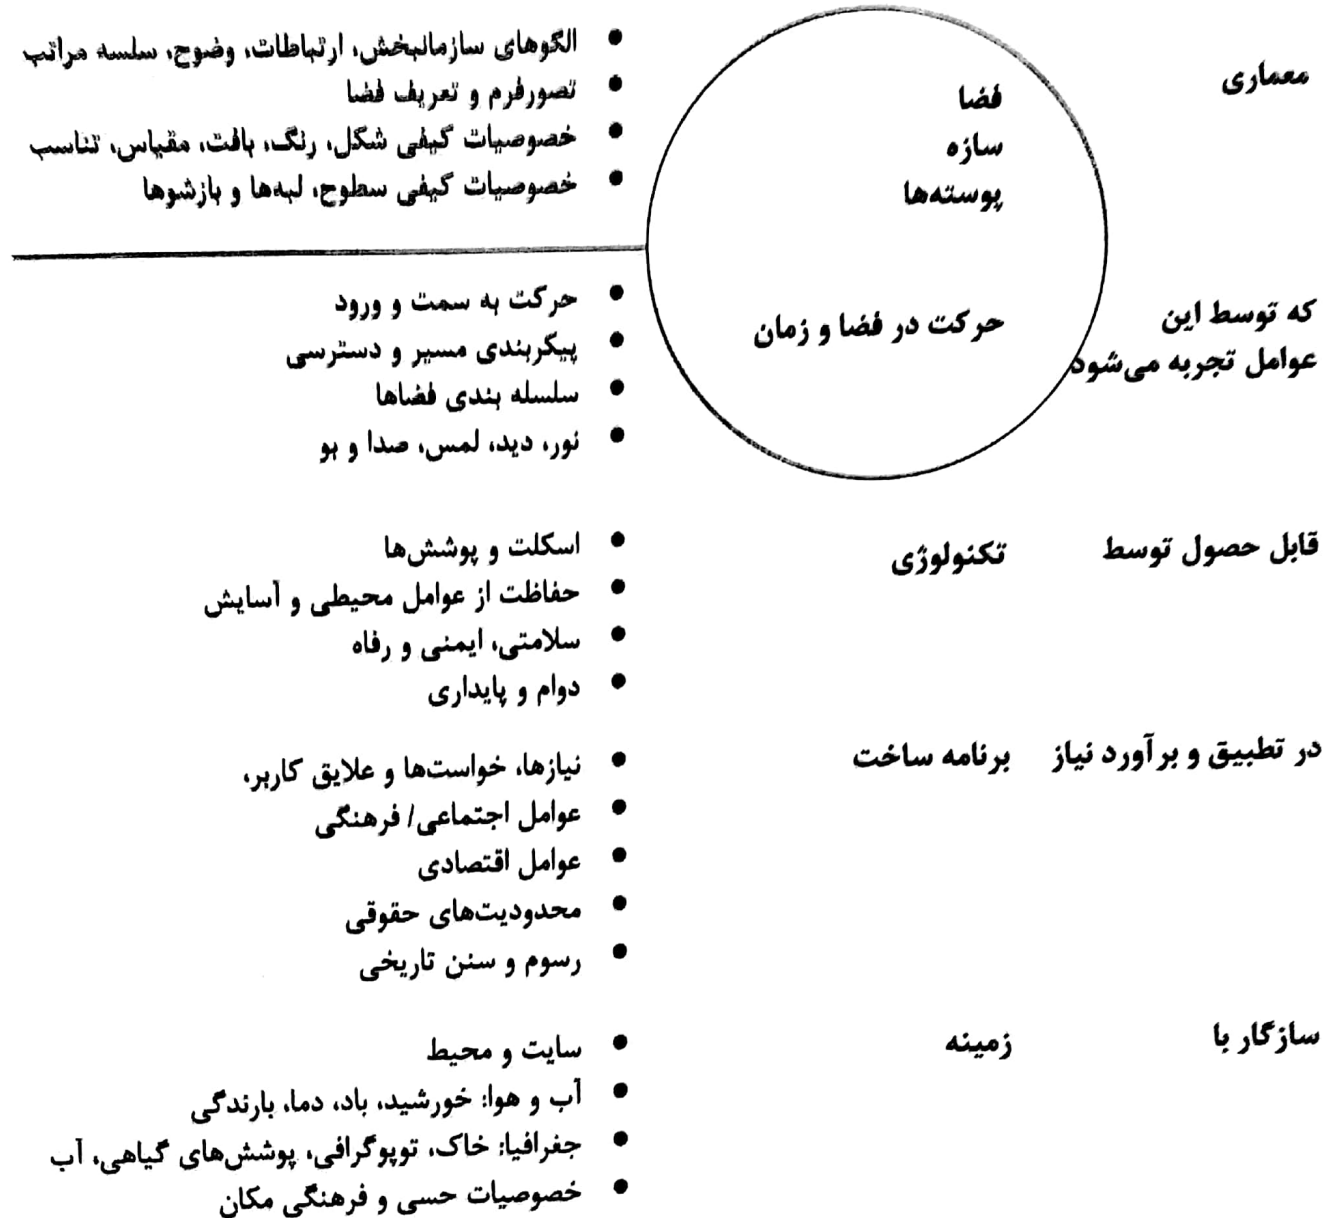 معماری
فضا
سازه
پوسته‌ها
• الگوهای سازمانبخش، ارتباطات، وضوح، سلسه مراتب
• تصورفرم و تعریف فضا
• خصوصیات کیفی شکل، رنگ، بافت، مقیاس، تناسب
• خصوصیات کیفی سطوح، لبه‌ها و بازشوها
که توسط این
عوامل تجربه می‌شود
حرکت در فضا و زمان
• حرکت به سمت و ورود
• پیکربندی مسیر و دسترسی
• سلسله بندی فضاها
• نور، دید، لمس، صدا و بو
قابل حصول توسط
تکنولوژی
• اسکلت و پوشش‌ها
• حفاظت از عوامل محیطی و آسایش
• سلامتی، ایمنی و رفاه
• دوام و پایداری
در تطبیق و برآورد نیاز
برنامه ساخت
• نیازها، خواست‌ها و علایق کاربر،
• عوامل اجتماعی/ فرهنگی
• عوامل اقتصادی
• محدودیت‌های حقوقی
• رسوم و سنن تاریخی
سازگار با
زمینه
• سایت و محیط
• آب و هوا: خورشید، باد، دما، بارندگی
• جغرافیا: خاک، توپوگرافی، پوشش‌های گیاهی، آب
• خصوصیات حسی و فرهنگی مکان